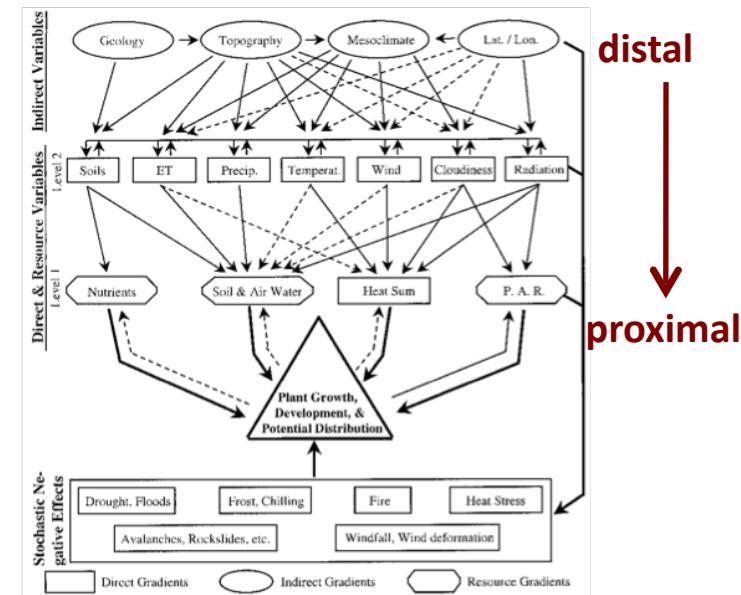 Indirect Variables
Geology
Topography
Mesoclimate
Lat. / Lon.
distal
Direct & Resource Variables
Level 2
Soils
ET
Precip.
Temperat.
Wind
Cloudiness
Radiation
Level 1
Nutrients
Soil & Air Water
Heat Sum
P. A. R.
proximal
Plant Growth,
Development, &
Potential Distribution
Stochastic Ne-
gative Effects
Drought, Floods
Frost, Chilling
Fire
Heat Stress
Avalanches, Rockslides, etc.
Windfall, Wind deformation
Direct Gradients
Indirect Gradients
Resource Gradients